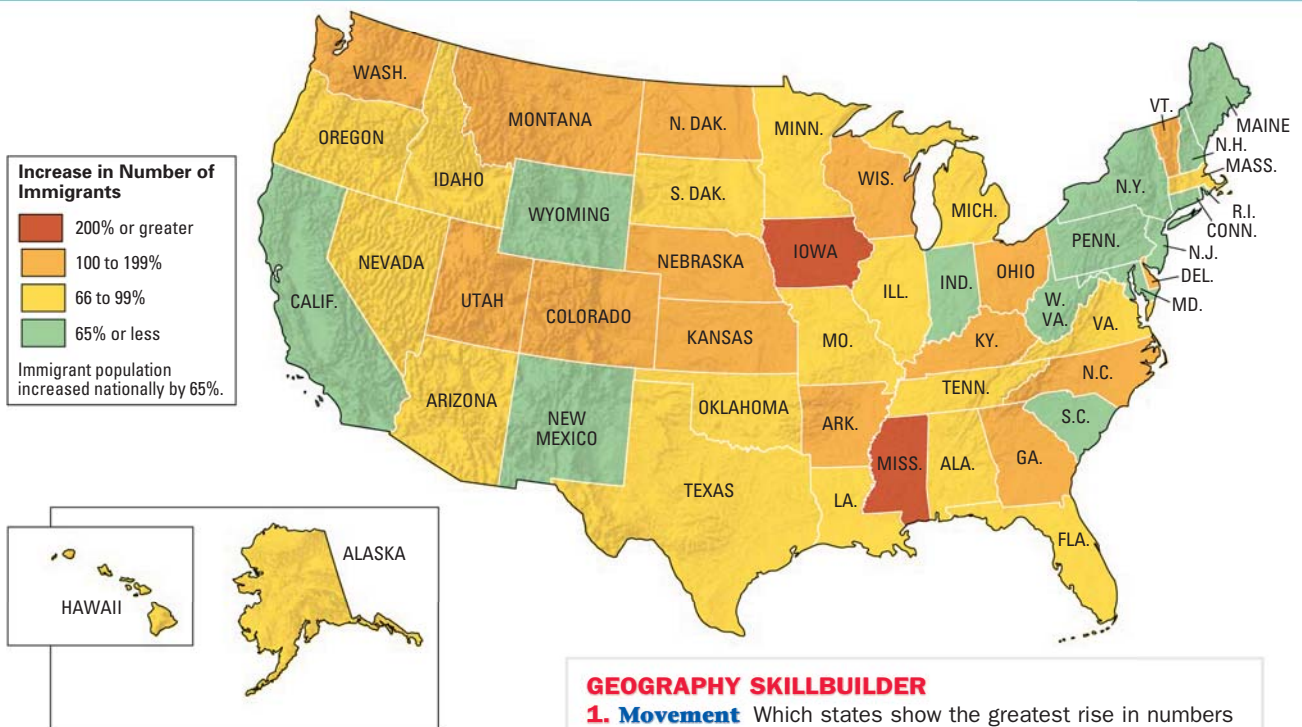 Increase in Number of
Immigrants
200% or greater
100 to 199%
66 to 99%
65% or less
Immigrant population
increased nationally by 65%.
WASH.
OREGON
IDAHO
MONTANA
N. DAK.
S. DAK.
MINN.
WIS.
MICH.
WYOMING
NEVADA
CALIF.
UTAH
COLORADO
NEBRASKA
KANSAS
IOWA
ILL.
IND.
OHIO
MO.
KY.
W.
VA.
VA.
PENN.
N.Y.
VT.
MAINE
N.H.
MASS.
R.I.
CONN.
N.J.
DEL.
MD.
ARIZONA
NEW
MEXICO
OKLAHOMA
TEXAS
ARK.
LA.
MISS.
ALA.
TENN.
GA.
N.C.
S.C.
FLA.
HAWAII
ALASKA
GEOGRAPHY SKILLBUILDER
1. Movement Which states show the greatest rise in numbers